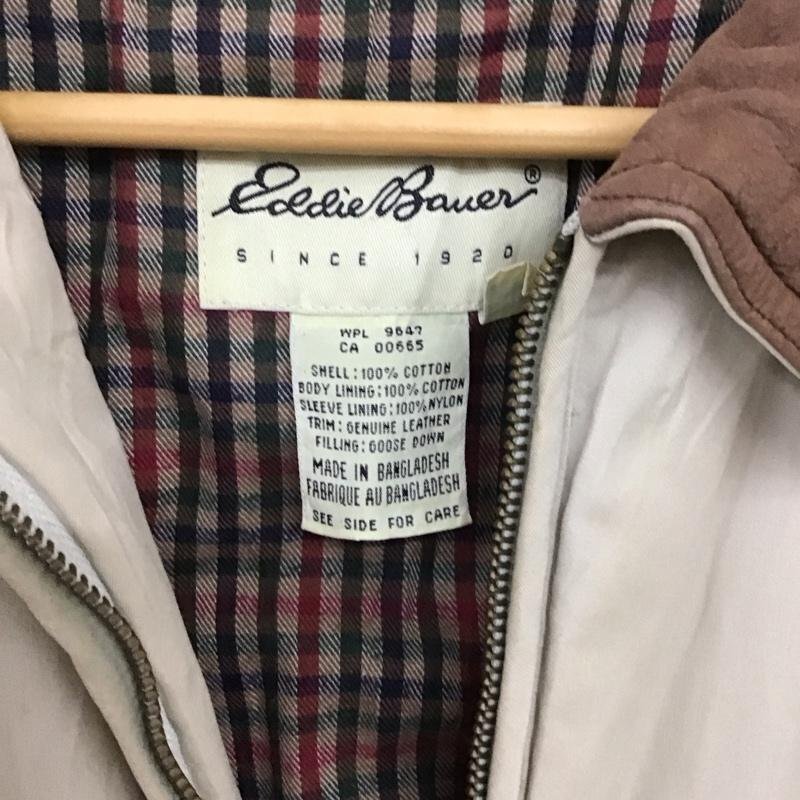 Eddie Bauer®
SINCE 1920
WPL 9647
CA 00665
SHELL: 100% COTTON
BODY LINING: 100% COTTON
SLEEVE LINING: 100% NYLON
TRIM: GENUINE LEATHER
FILLING: GOOSE DOWN
MADE IN BANGLADESH
FABRIQUE AU BANGLADESH
SEE SIDE FOR CARE